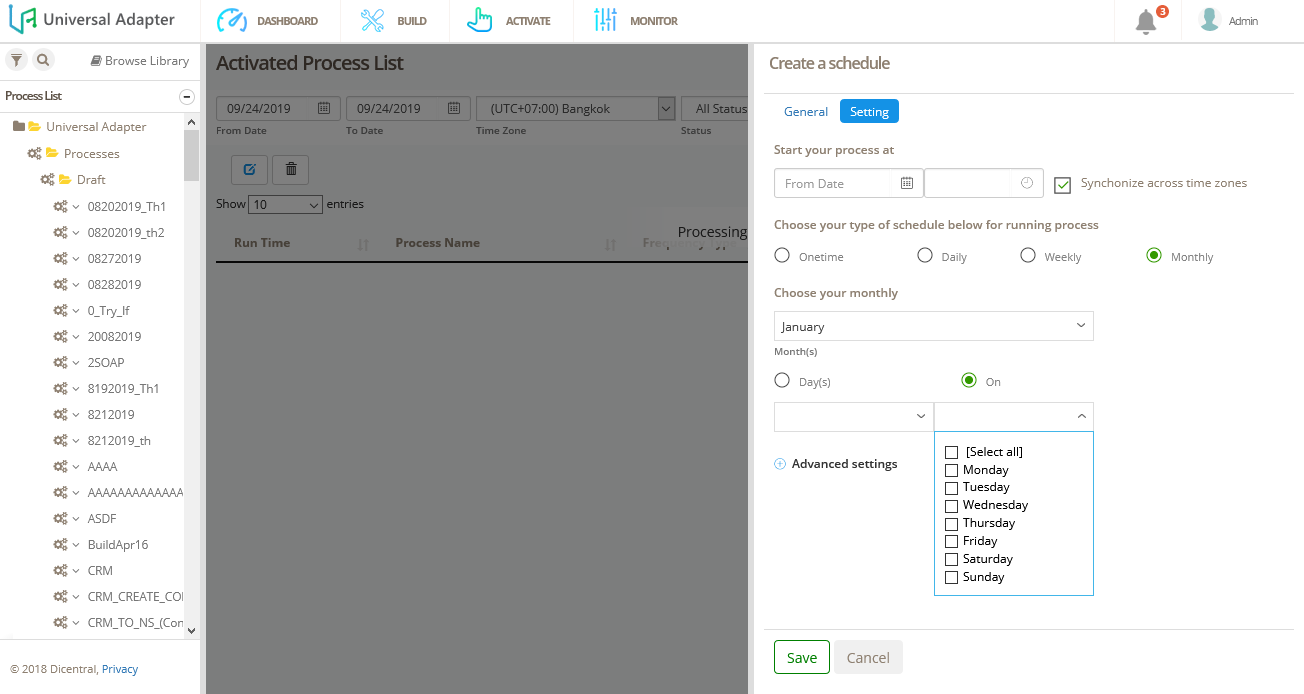 Universal Adapter
DASHBOARD
BUILD
ACTIVATE
MONITOR
3
Admin
Browse Library
Process List
Universal Adapter
Processes
Draft
08202019_Th1
08202019_th2
08272019
08282019
0_Try_If
20082019
2SOAP
8192019_Th1
8212019
8212019_th
AAAA
AAAAAAAAAAAAA
ASDF
BuildApr16
CRM
CRM_CREATE_CO
CRM_TO_NS_(Con
© 2018 Dicentral, Privacy
Activated Process List
09/24/2019
09/24/2019
(UTC+07:00) Bangkok
All Status
From Date
To Date
Time Zone
Status
Show 10 entries
Processing
Run Time
Process Name
Frequency Type
Create a schedule
General
Setting
Start your process at
From Date
Synchonize across time zones
Choose your type of schedule below for running process
Onetime
Daily
Weekly
Monthly
Choose your monthly
January
Month(s)
Day(s)
On
Advanced settings
[Select all]
Monday
Tuesday
Wednesday
Thursday
Friday
Saturday
Sunday
Save
Cancel